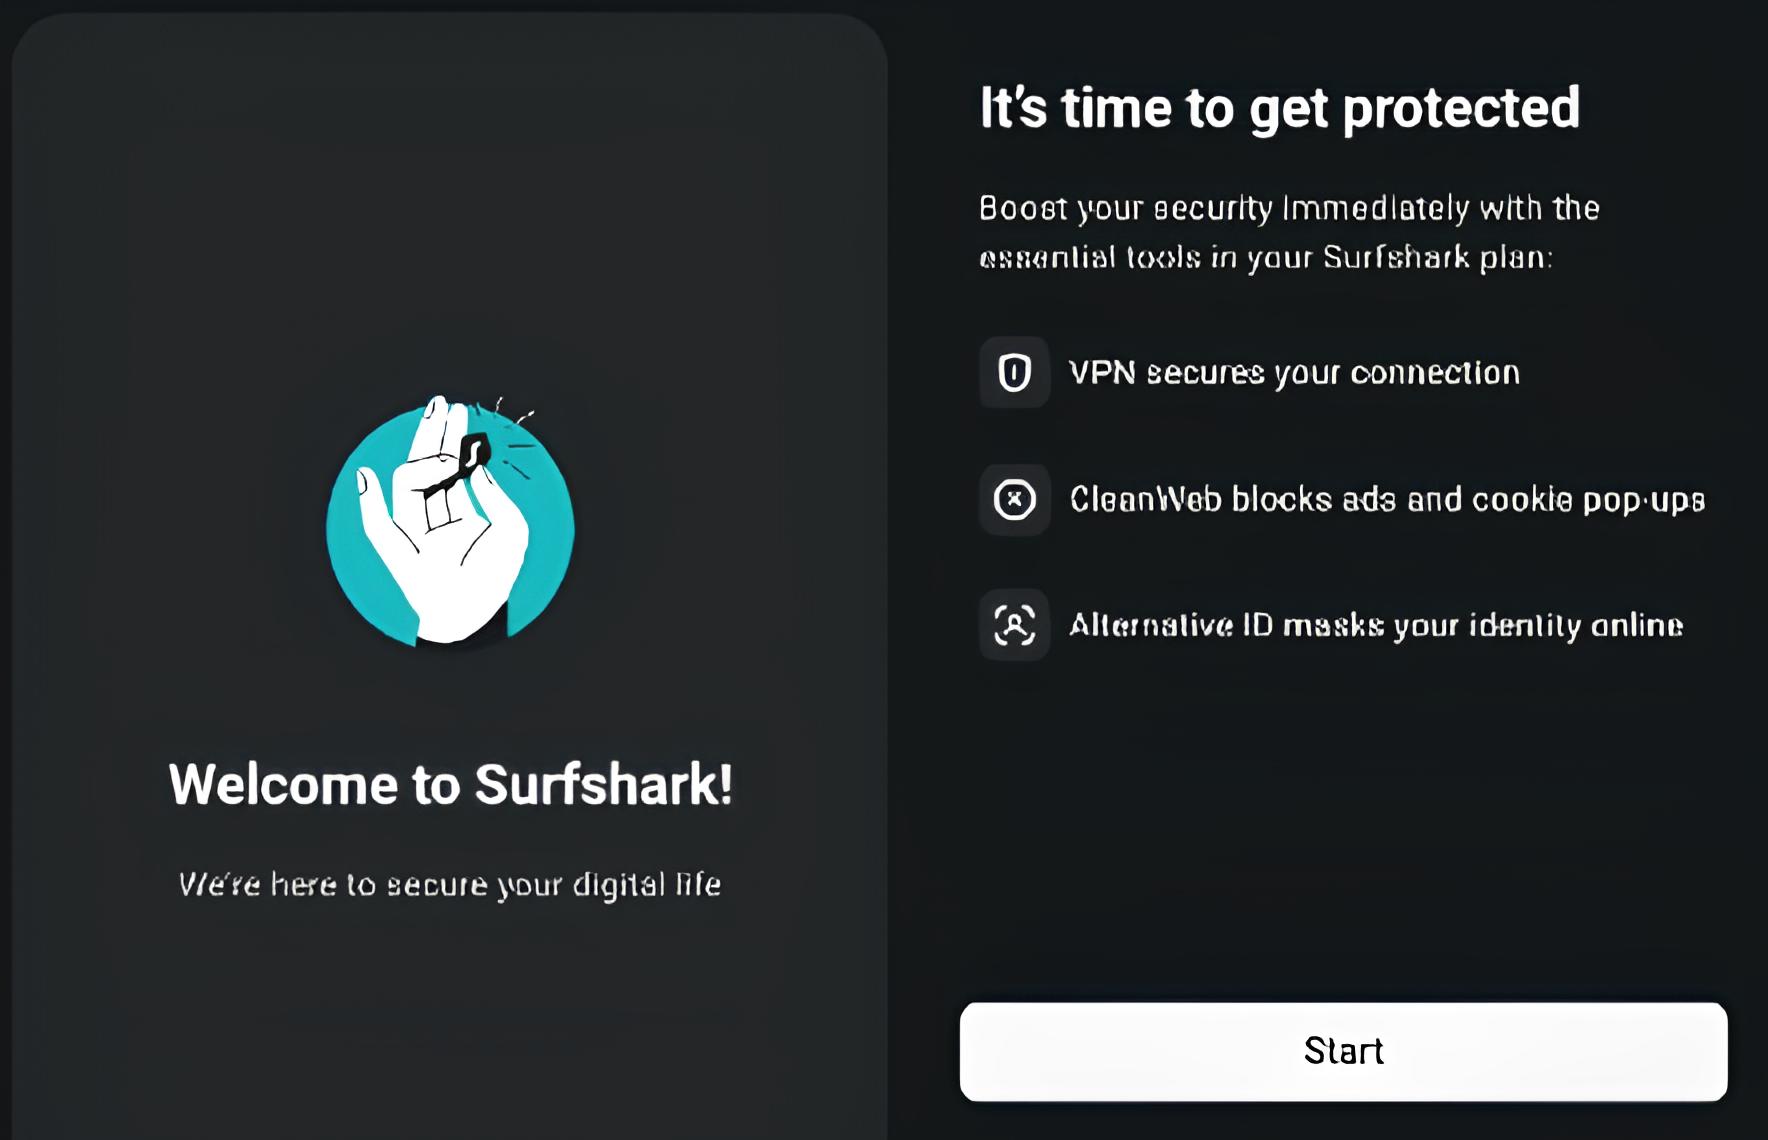 Welcome to Surfshark!
We're here to secure your digital life
It's time to get protected
Boost your security immediately with the
essential tools in your Surfshark plan:
VPN secures your connection
CleanWeb blocks ads and cookie pop-ups
Alternative ID masks your identity online
Start